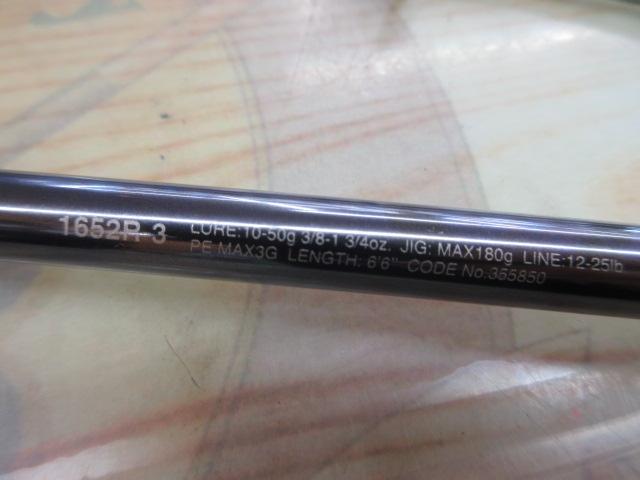 1652R-3 LURE:10-50g 3/8-1 3/4oz. JIG: MAX180g LINE:12-25lb
PE MAX3G LENGTH: 6'6" CODE No.365850